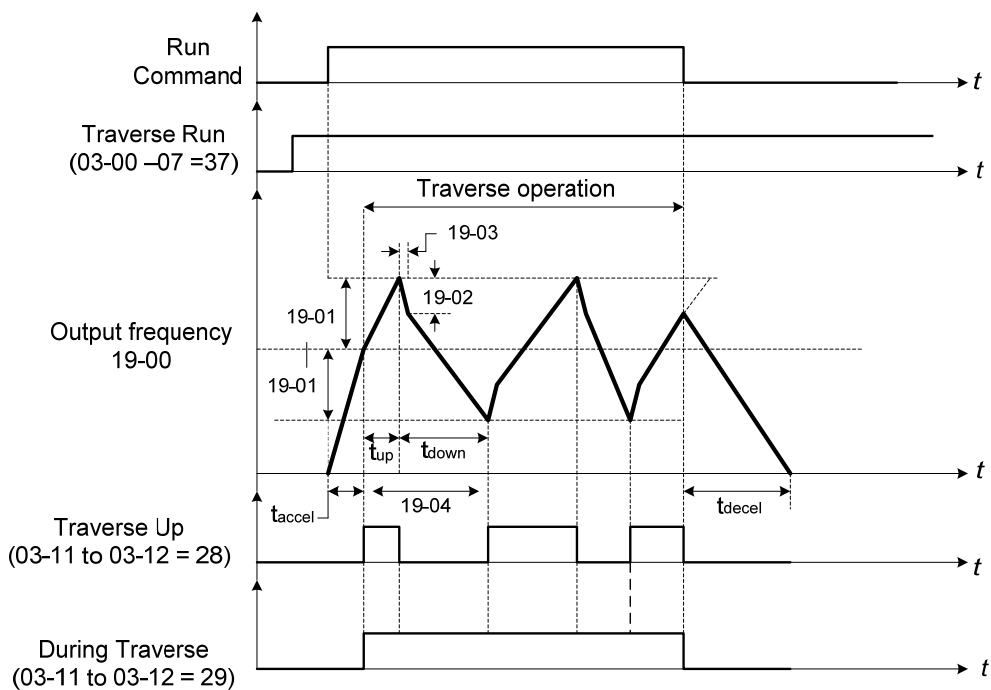 Run
Command
t
Traverse Run
(03-00 –07 =37)
t
Traverse operation
19-03
19-02
19-01
Output frequency
19-00
19-01
tup
tdown
t
taccel
19-04
tdecel
Traverse Up
(03-11 to 03-12 = 28)
t
During Traverse
(03-11 to 03-12 = 29)
t